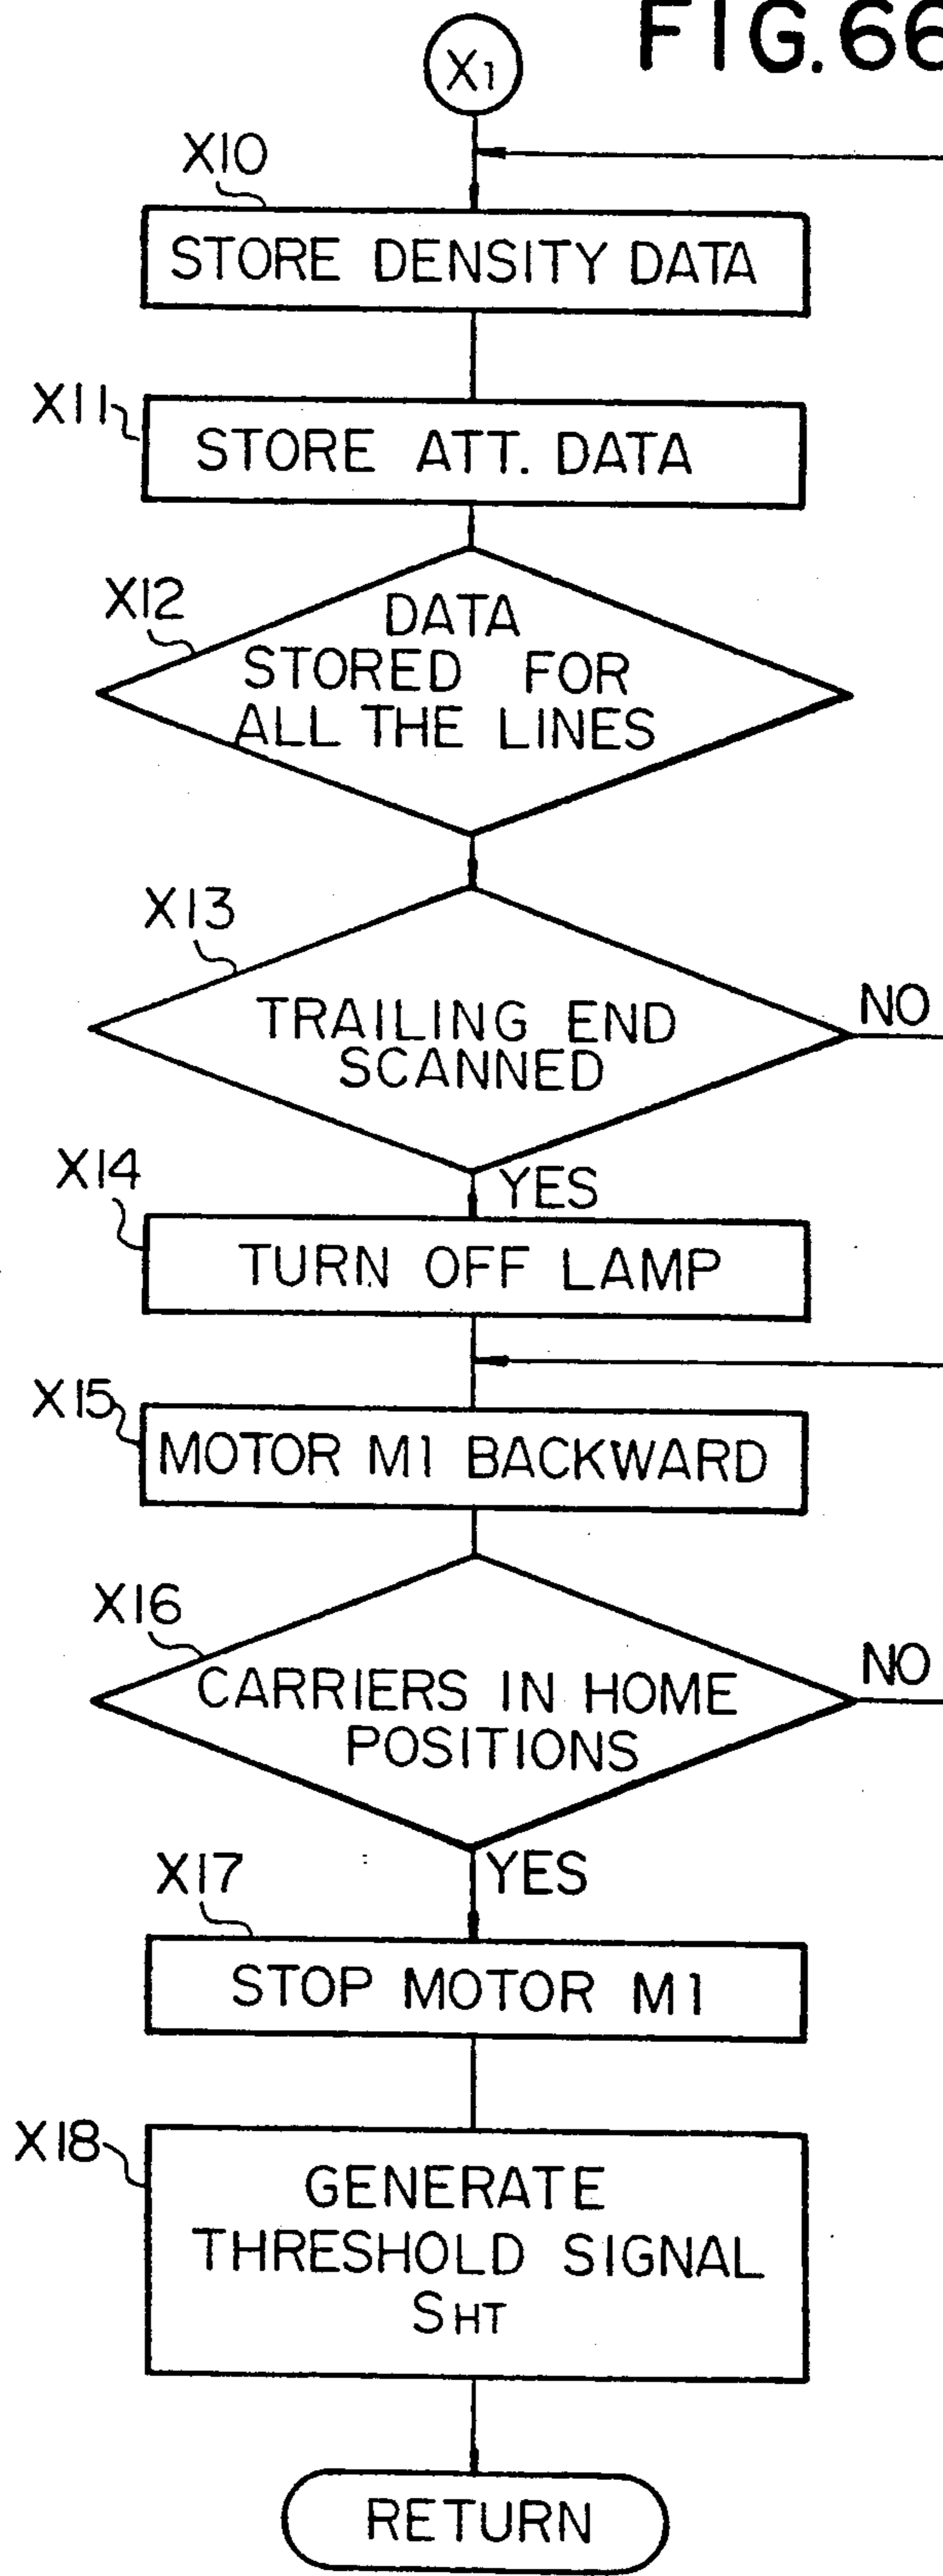 FIG.66
X1
X10
STORE DENSITY DATA
X11
STORE ATT. DATA
X12
DATA
STORED FOR
ALL THE LINES
X13
TRAILING END
SCANNED
NO
YES
X14
TURN OFF LAMP
X15
MOTOR M1 BACKWARD
X16
CARRIERS IN HOME
POSITIONS
NO
YES
X17
STOP MOTOR M1
X18
GENERATE
THRESHOLD SIGNAL
SHT
RETURN